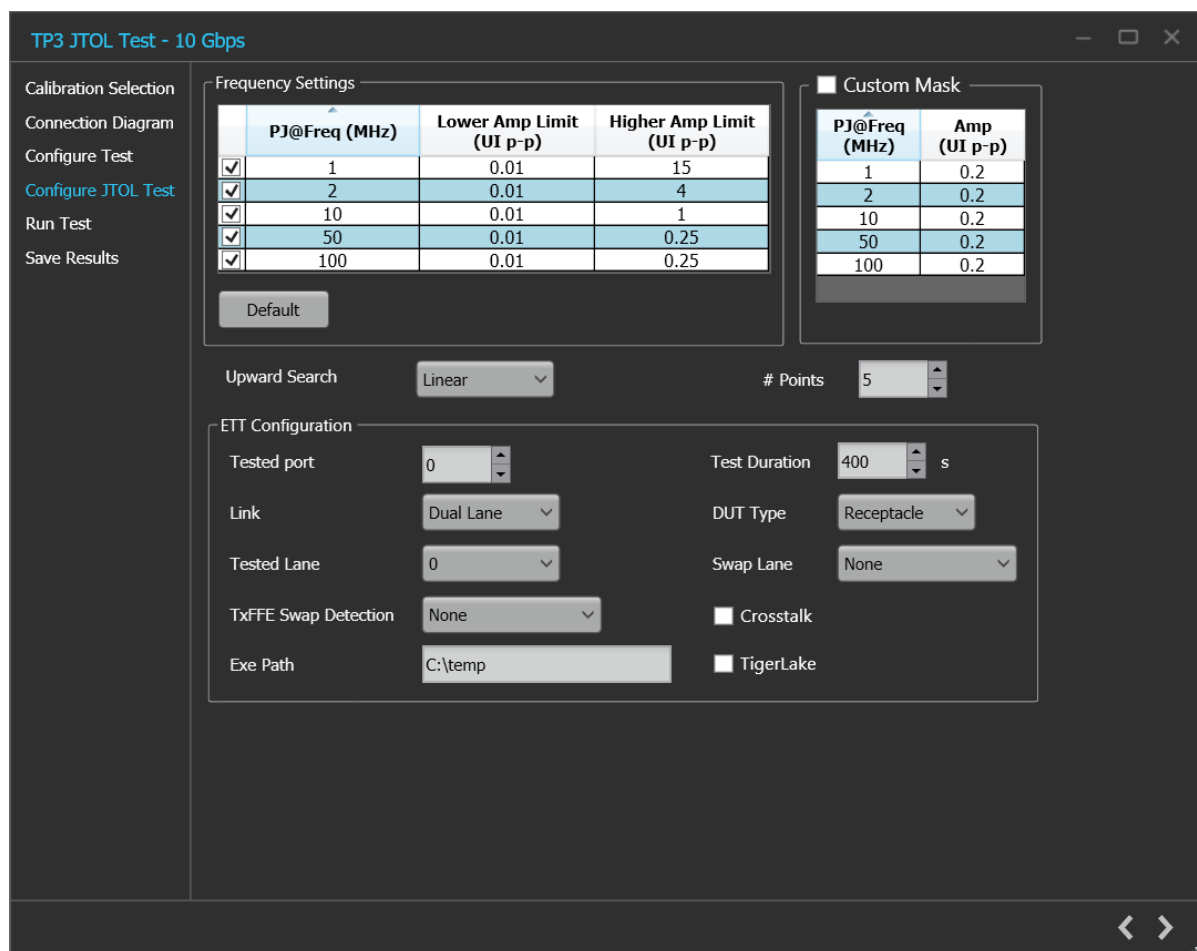 TP3 JTOL Test - 10 Gbps
Calibration Selection
Connection Diagram
Configure Test
Configure JTOL Test
Run Test
Save Results
Frequency Settings
PJ@Freq (MHz) Lower Amp Limit (UI p-p) Higher Amp Limit (UI p-p)
1 0.01 15
2 0.01 4
10 0.01 1
50 0.01 0.25
100 0.01 0.25
Default
Custom Mask
PJ@Freq (MHz) Amp (UI p-p)
1 0.2
2 0.2
10 0.2
50 0.2
100 0.2
Upward Search Linear # Points 5
ETT Configuration
Tested port 0 Test Duration 400 s
Link Dual Lane DUT Type Receptacle
Tested Lane 0 Swap Lane None
TxFFE Swap Detection None Crosstalk
Exe Path C:\temp TigerLake